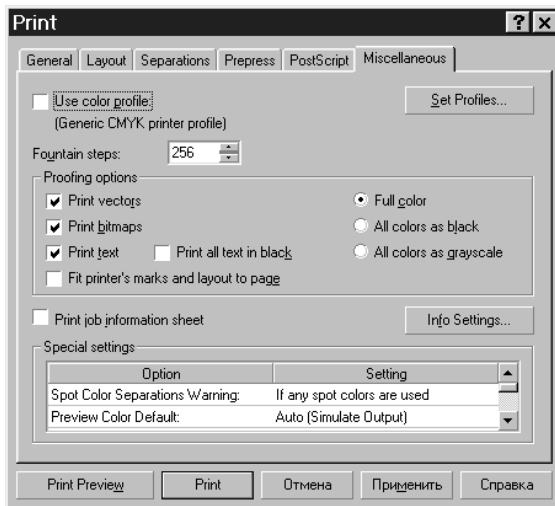 Print
General Layout Separations Prepress PostScript Miscellaneous
Use color profile: Set Profiles...
(Generic CMYK printer profile)
Fountain steps: 256
Proofing options
Print vectors Full color
Print bitmaps All colors as black
Print text Print all text in black All colors as grayscale
Fit printer's marks and layout to page
Print job information sheet Info Settings...
Special settings
Option Setting
Spot Color Separations Warning: If any spot colors are used
Preview Color Default: Auto (Simulate Output)
Print Preview Print Отмена Применить Справка